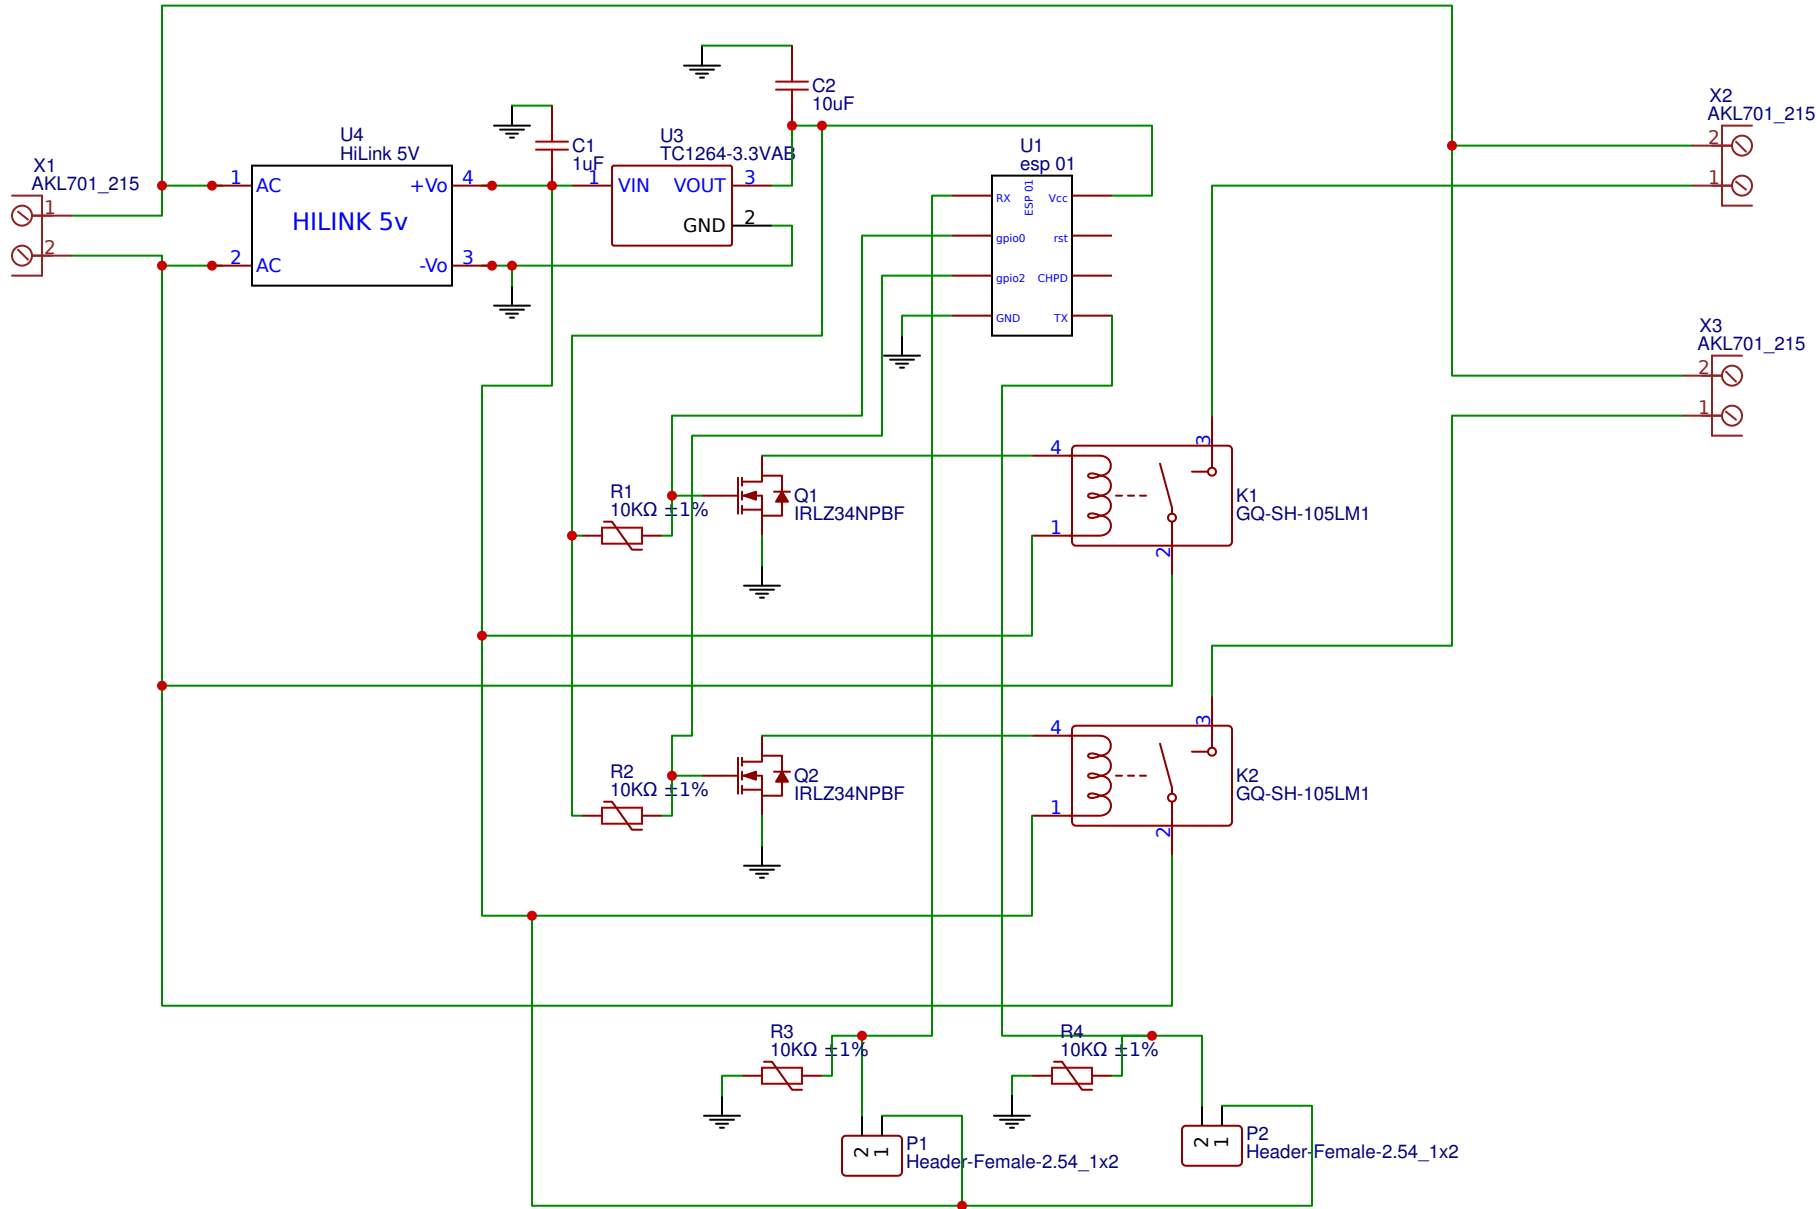 X1
AKL701_215
1
2
U4
HiLink 5V
1
AC
2
AC
HILINK 5v
+Vo
4
-Vo
3
C1
1uF
C2
10uF
U3
TC1264-3.3VAB
1
VIN
VOUT
3
GND
2
U1
esp 01
ESP 01
RX
Vcc
gpio0
rst
gpio2
CHPD
GND
TX
X2
AKL701_215
2
1
X3
AKL701_215
2
1
R1
10KΩ ±1%
Q1
IRLZ34NPBF
4
1
3
2
K1
GQ-SH-105LM1
R2
10KΩ ±1%
Q2
IRLZ34NPBF
4
1
3
2
K2
GQ-SH-105LM1
R3
10KΩ ±1%
R4
10KΩ ±1%
2
1
P1
Header-Female-2.54_1x2
2
1
P2
Header-Female-2.54_1x2